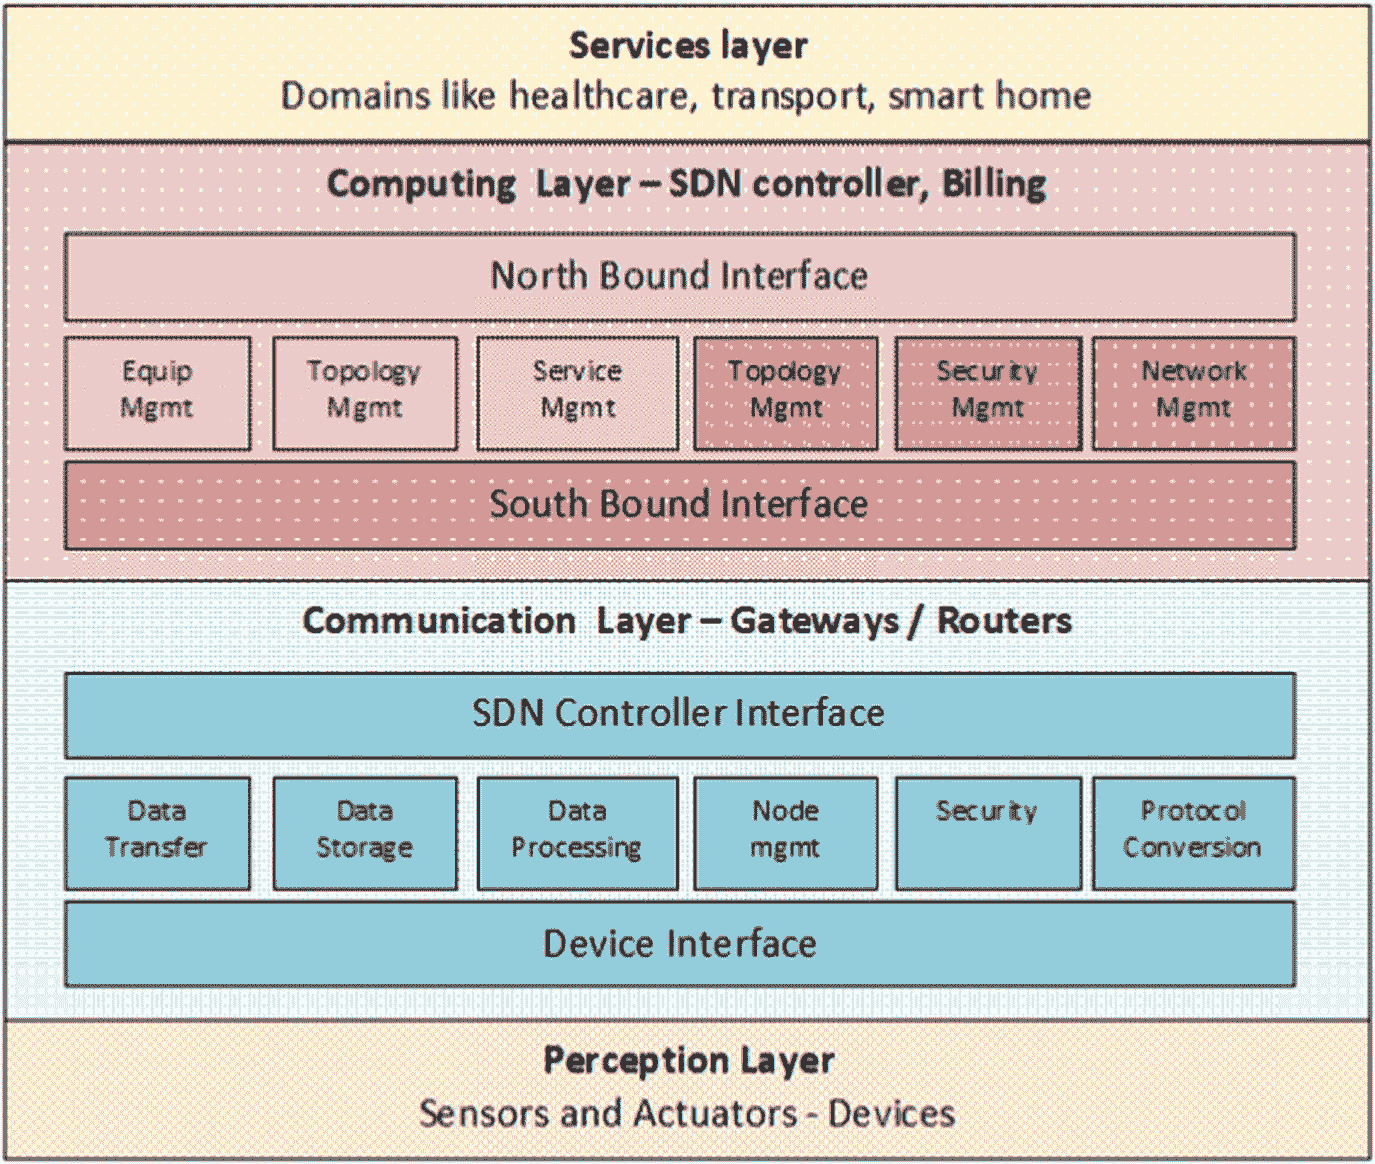 Services layer
Domains like healthcare, transport, smart home
Computing Layer – SDN controller, Billing
North Bound Interface
Equip
Mgmt
Topology
Mgmt
Service
Mgmt
Topology
Mgmt
Security
Mgmt
Network
Mgmt
South Bound Interface
Communication Layer – Gateways / Routers
SDN Controller Interface
Data
Transfer
Data
Storage
Data
Processing
Node
mgmt
Security
Protocol
Conversion
Device Interface
Perception Layer
Sensors and Actuators - Devices